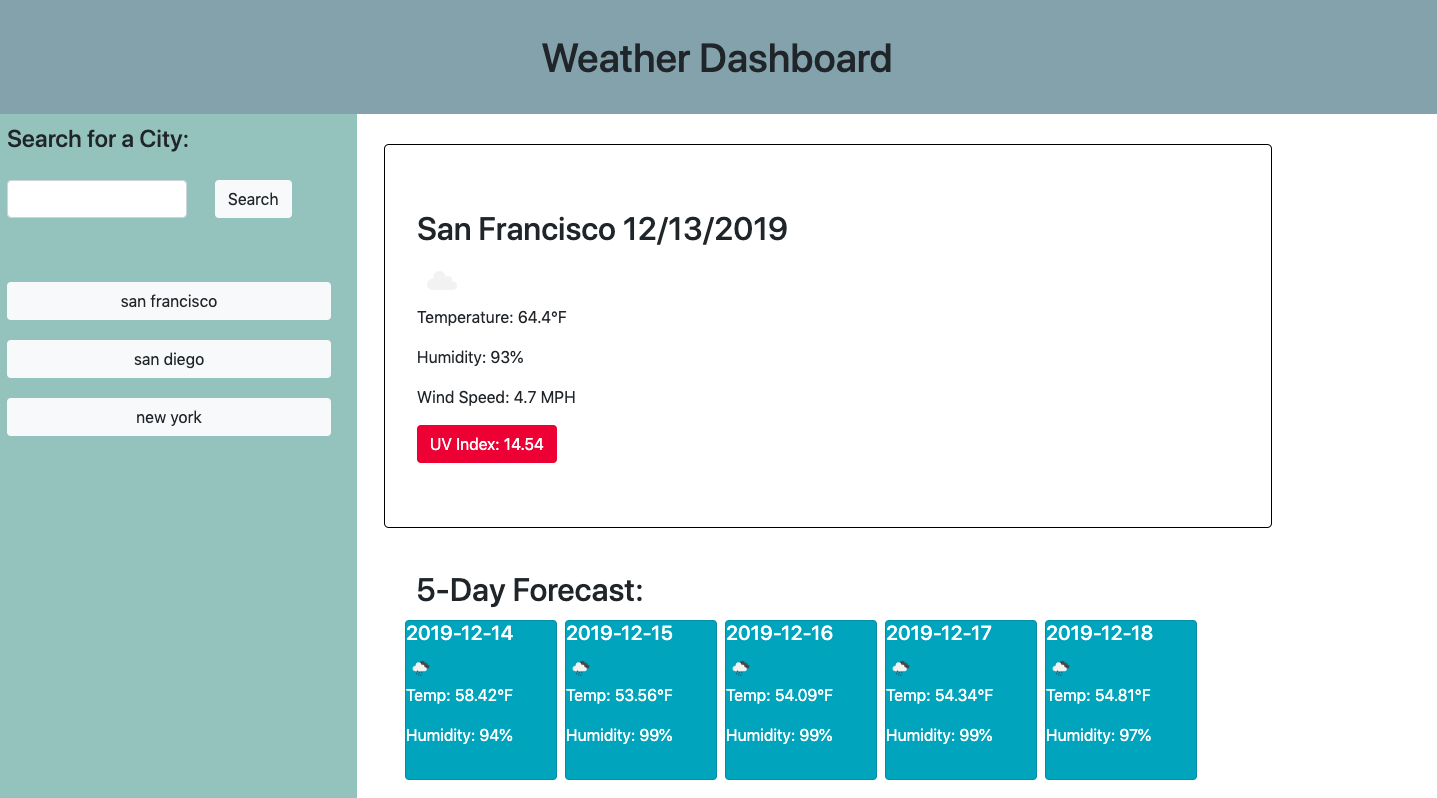 Weather Dashboard
Search for a City:
Search
san francisco
san diego
new york
San Francisco 12/13/2019
Temperature: 64.4°F
Humidity: 93%
Wind Speed: 4.7 MPH
UV Index: 14.54
5-Day Forecast:
2019-12-14
Temp: 58.42°F
Humidity: 94%
2019-12-15
Temp: 53.56°F
Humidity: 99%
2019-12-16
Temp: 54.09°F
Humidity: 99%
2019-12-17
Temp: 54.34°F
Humidity: 99%
2019-12-18
Temp: 54.81°F
Humidity: 97%